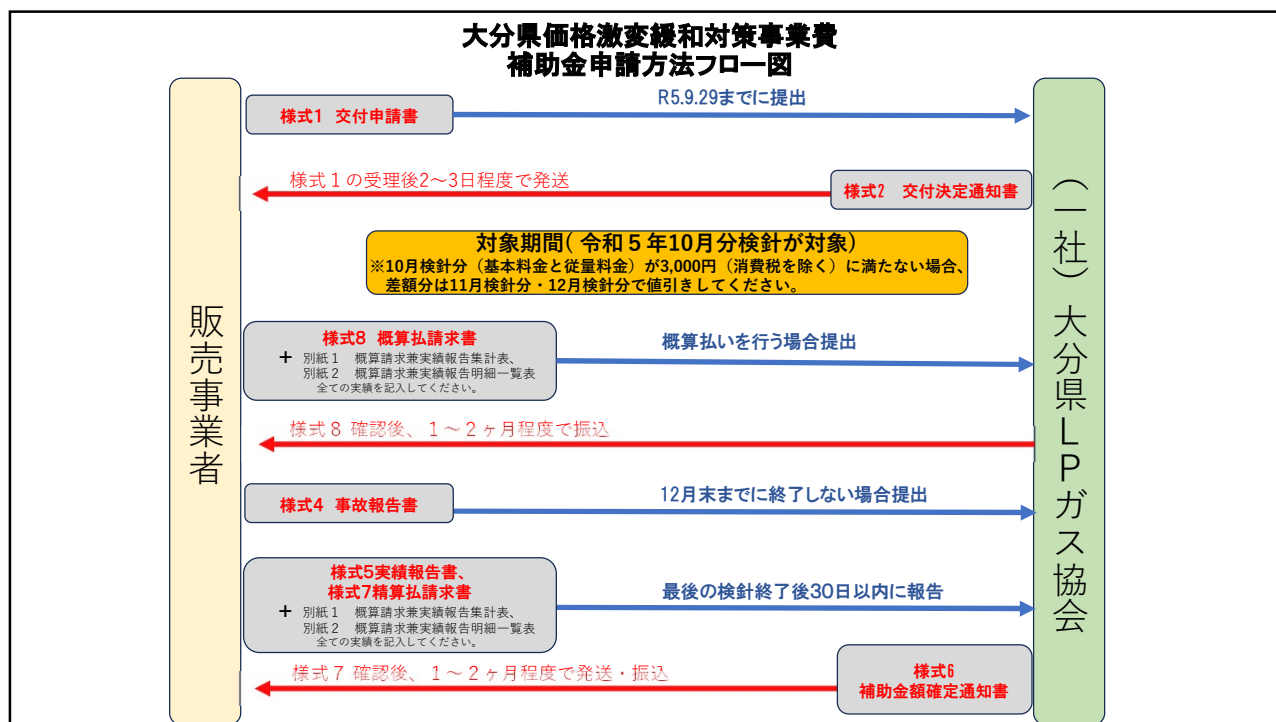 大分県価格激変緩和対策事業費
補助金申請方法フロー図
販売事業者
(一社)大分県LPガス協会
様式1 交付申請書
R5.9.29までに提出
様式1の受理後2~3日程度で発送
様式2 交付決定通知書
対象期間(令和5年10月分検針が対象)
※10月検針分(基本料金と従量料金)が3,000円(消費税を除く)に満たない場合、
差額分は11月検針分・12月検針分で値引きしてください。
様式8 概算払請求書
+ 別紙1 概算請求兼実績報告集計表、
別紙2 概算請求兼実績報告明細一覧表
全ての実績を記入してください。
概算払いを行う場合提出
様式8 確認後、1~2ヶ月程度で振込
様式4 事故報告書
12月末までに終了しない場合提出
様式5実績報告書、
様式7精算払請求書
+ 別紙1 概算請求兼実績報告集計表、
別紙2 概算請求兼実績報告明細一覧表
全ての実績を記入してください。
最後の検針終了後30日以内に報告
様式7 確認後、1~2ヶ月程度で発送・振込
様式6
補助金額確定通知書